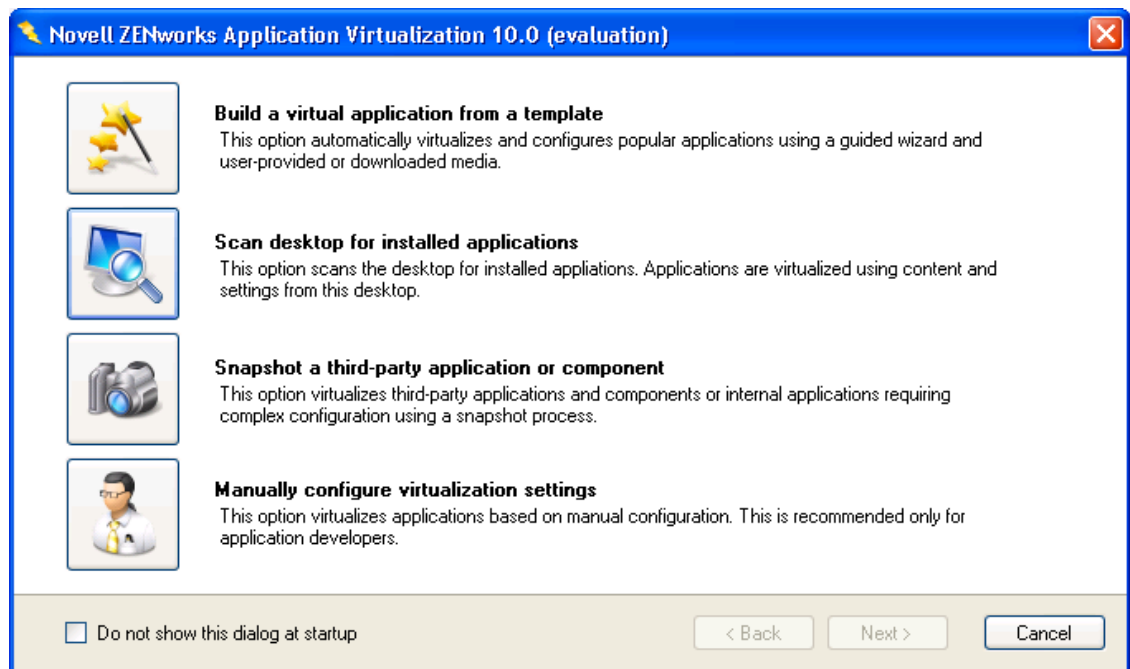 Novell ZENworks Application Virtualization 10.0 (evaluation)
Build a virtual application from a template
This option automatically virtualizes and configures popular applications using a guided wizard and
user-provided or downloaded media.
Scan desktop for installed applications
This option scans the desktop for installed appliations. Applications are virtualized using content and
settings from this desktop.
Snapshot a third-party application or component
This option virtualizes third-party applications and components or internal applications requiring
complex configuration using a snapshot process.
Manually configure virtualization settings
This option virtualizes applications based on manual configuration. This is recommended only for
application developers.
Do not show this dialog at startup
< Back
Next >
Cancel